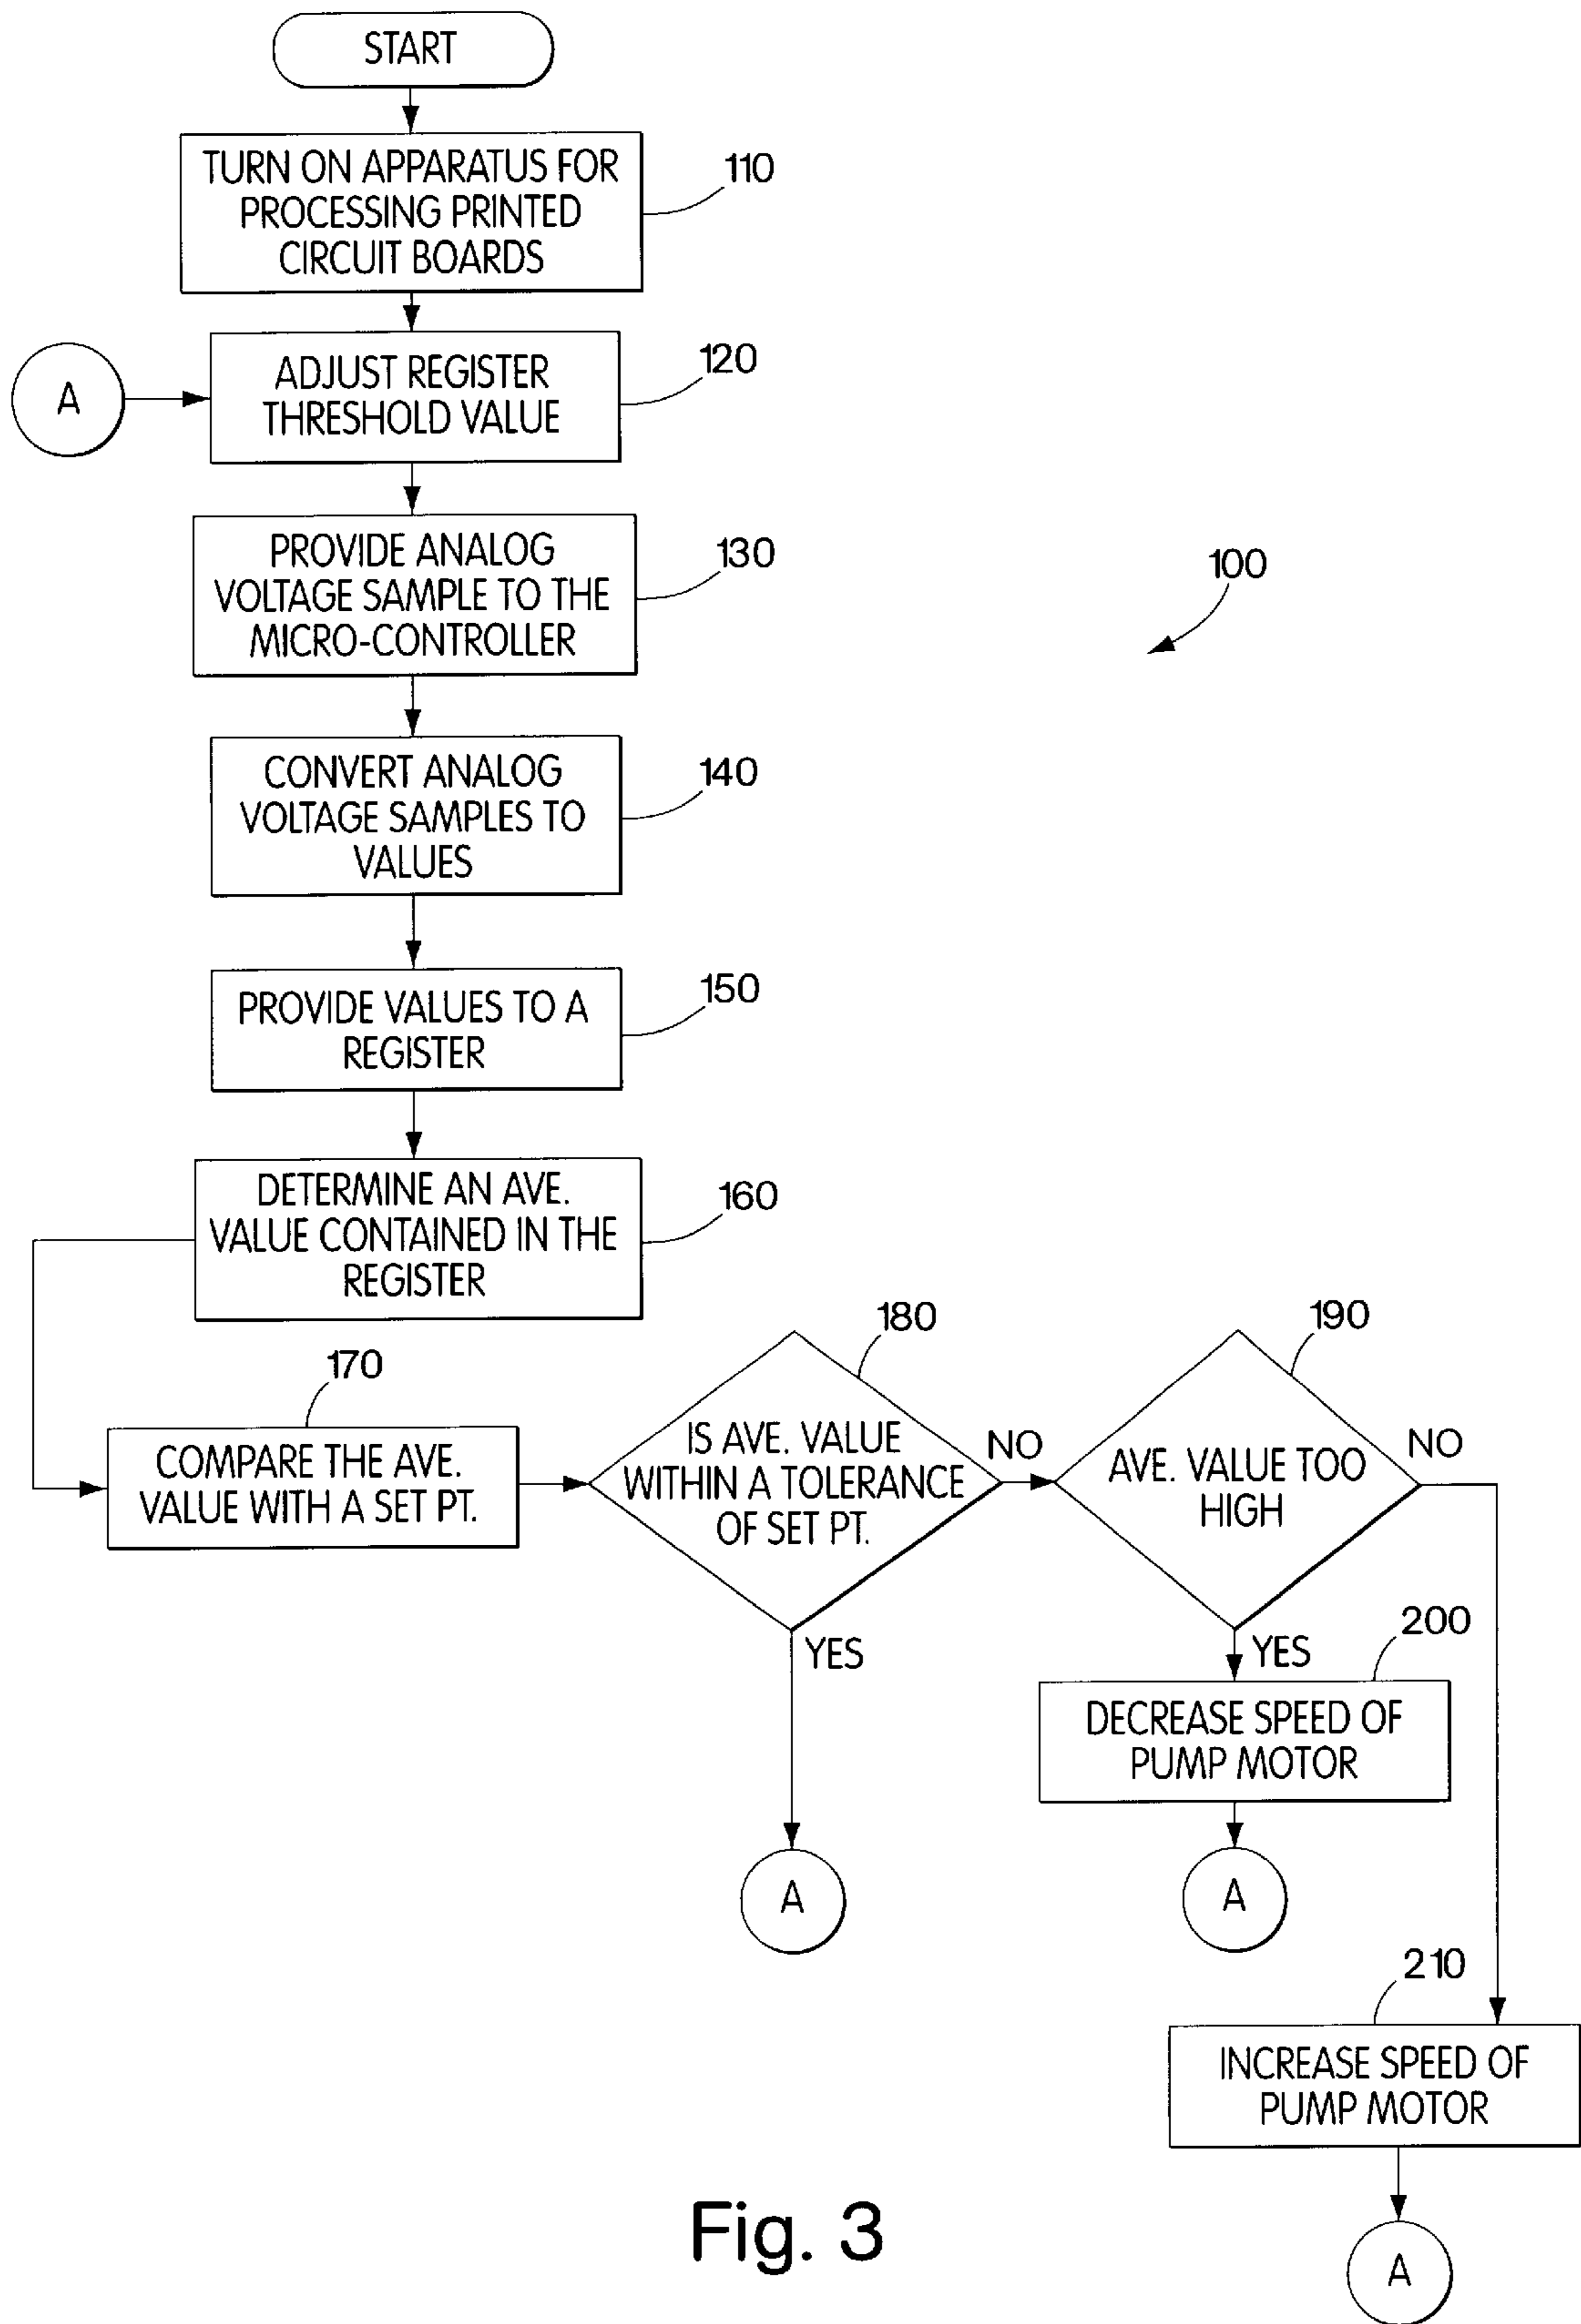 START
TURN ON APPARATUS FOR
PROCESSING PRINTED
CIRCUIT BOARDS
110
A
ADJUST REGISTER
THRESHOLD VALUE
120
PROVIDE ANALOG
VOLTAGE SAMPLE TO THE
MICRO-CONTROLLER
130
100
CONVERT ANALOG
VOLTAGE SAMPLES TO
VALUES
140
PROVIDE VALUES TO A
REGISTER
150
DETERMINE AN AVE.
VALUE CONTAINED IN THE
REGISTER
160
170
COMPARE THE AVE.
VALUE WITH A SET PT.
180
IS AVE. VALUE
WITHIN A TOLERANCE
OF SET PT.
NO
YES
A
190
AVE. VALUE TOO
HIGH
NO
YES
200
DECREASE SPEED OF
PUMP MOTOR
A
210
INCREASE SPEED OF
PUMP MOTOR
A
Fig. 3